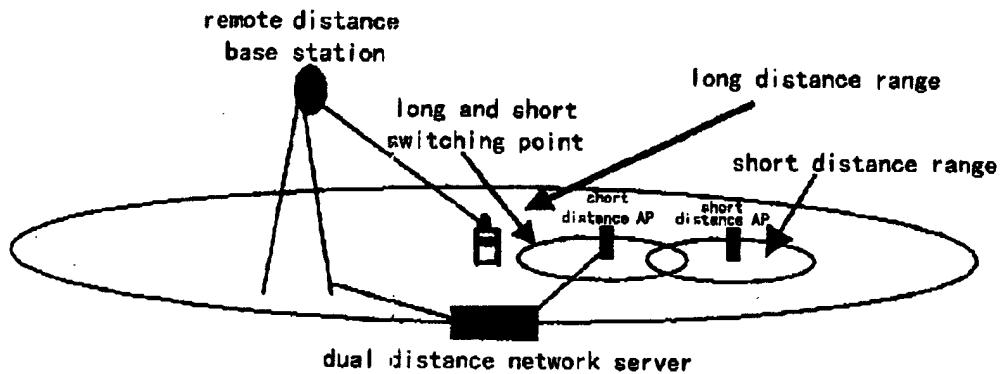 remote distance
base station
long distance range
long and short
switching point
short distance range
short
distance AP
short
distance AP
dual distance network server